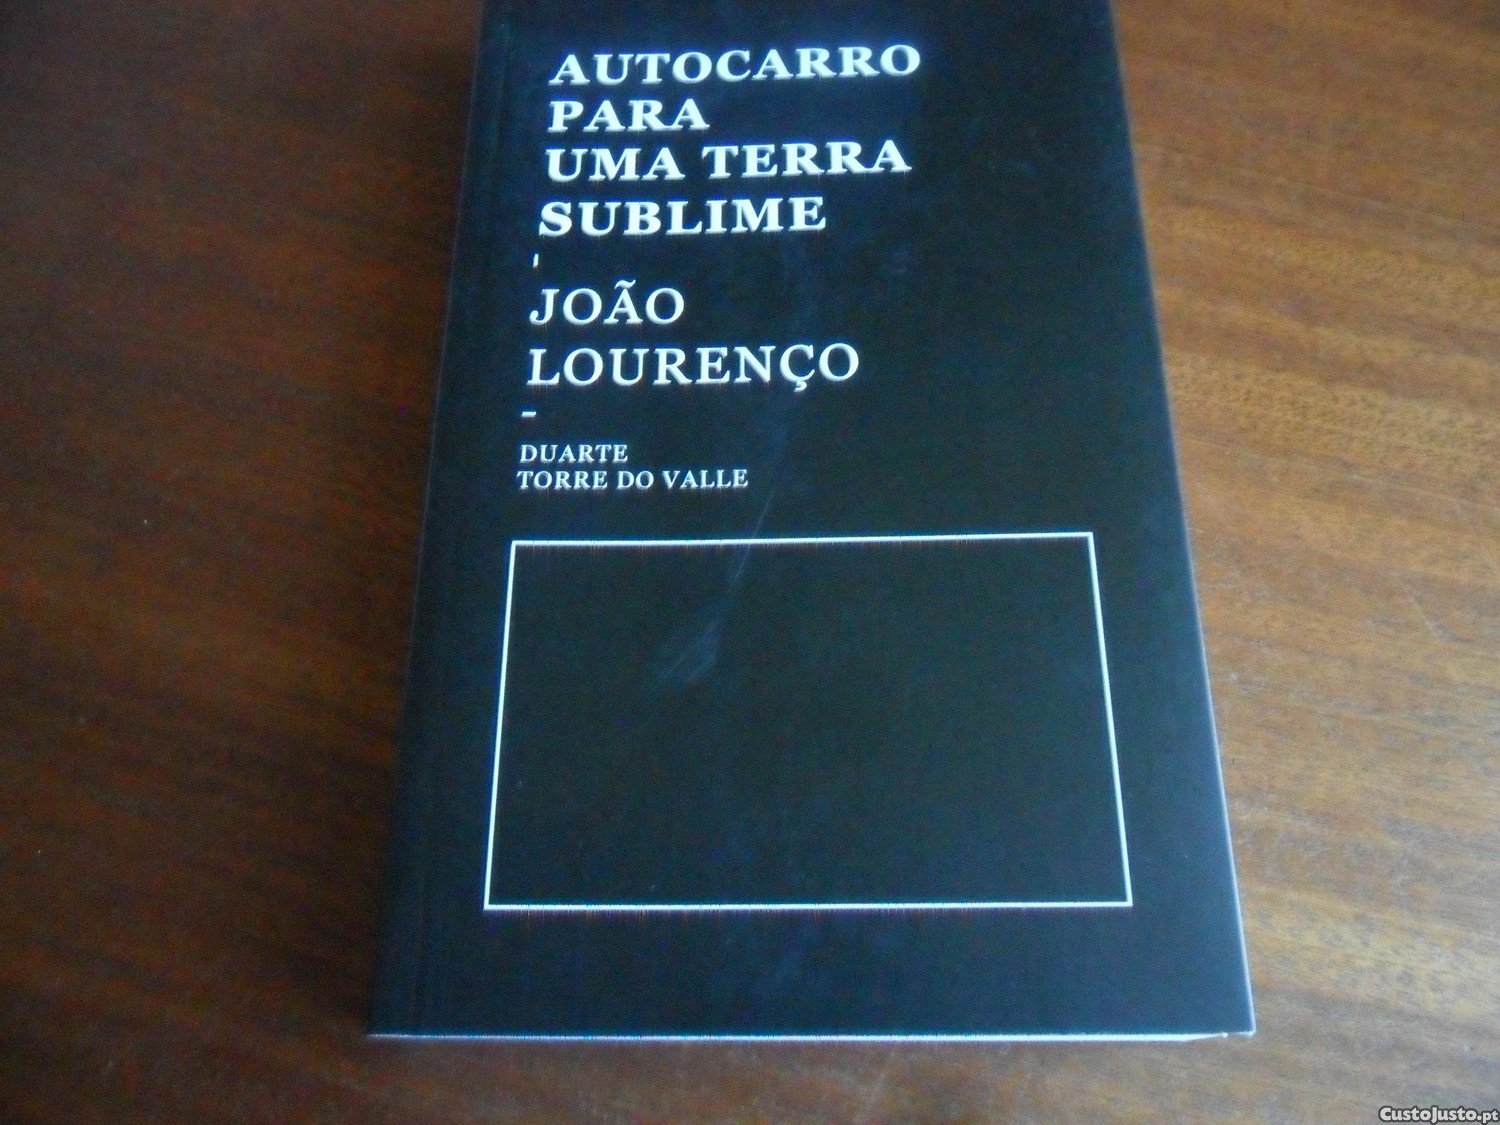 AUTOCARRO
PARA
UMA TERRA
SUBLIME
-
JOÃO
LOURENÇO
-
DUARTE
TORRE DO VALLE
CustoJusto.pt